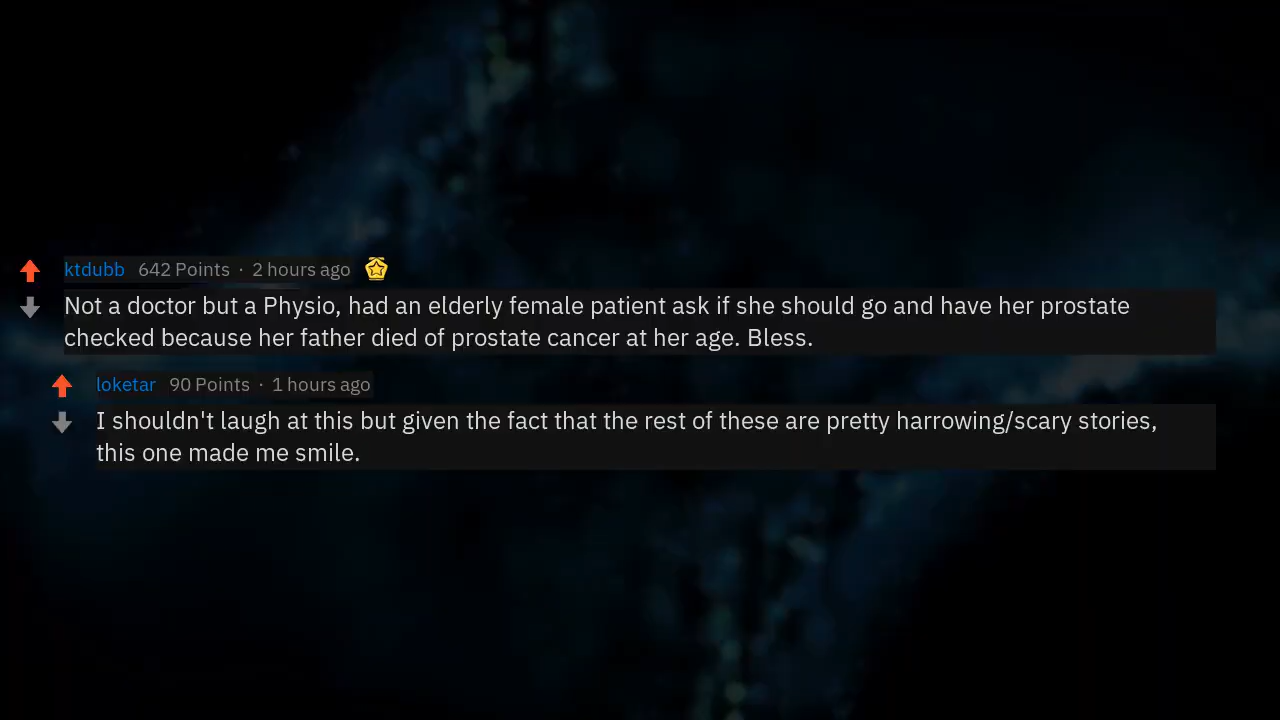 ktdubb 642 Points · 2 hours ago
Not a doctor but a Physio, had an elderly female patient ask if she should go and have her prostate
checked because her father died of prostate cancer at her age. Bless.
loketar 90 Points · 1 hours ago
I shouldn't laugh at this but given the fact that the rest of these are pretty harrowing/scary stories,
this one made me smile.